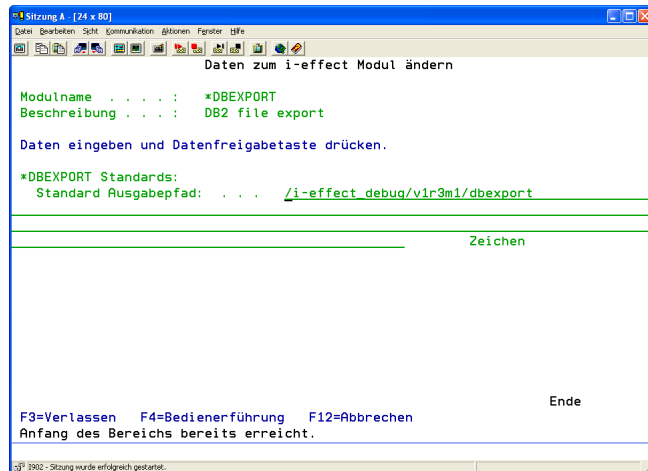 Sitzung A - [24 x 80]
Datei Bearbeiten Sicht Kommunikation Aktionen Fenster Hilfe
Daten zum i-effect Modul ändern
Modulname . . . . : *DBEXPORT
Beschreibung . . . : DB2 file export
Daten eingeben und Datenfreigabetaste drücken.
*DBEXPORT Standards:
Standard Ausgabepfad: . . . /i-effect_debug/v1r3m1/dbexport
Zeichen
Ende
F3=Verlassen F4=Bedienerführung F12=Abbrechen
Anfang des Bereichs bereits erreicht.
I902 - Sitzung wurde erfolgreich gestartet.